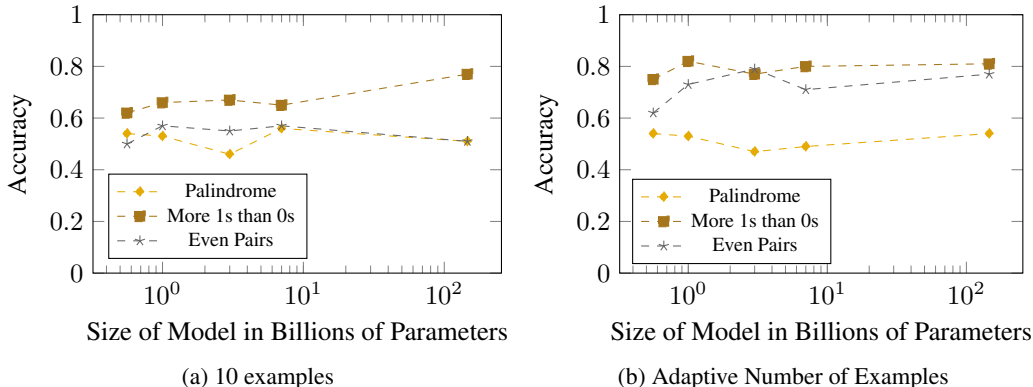 1
0.8
0.6
0.4
0.2
0
Accuracy
Palindrome
More 1s than 0s
Even Pairs
10^0
10^1
10^2
Size of Model in Billions of Parameters
(a) 10 examples
1
0.8
0.6
0.4
0.2
0
Accuracy
Palindrome
More 1s than 0s
Even Pairs
10^0
10^1
10^2
Size of Model in Billions of Parameters
(b) Adaptive Number of Examples